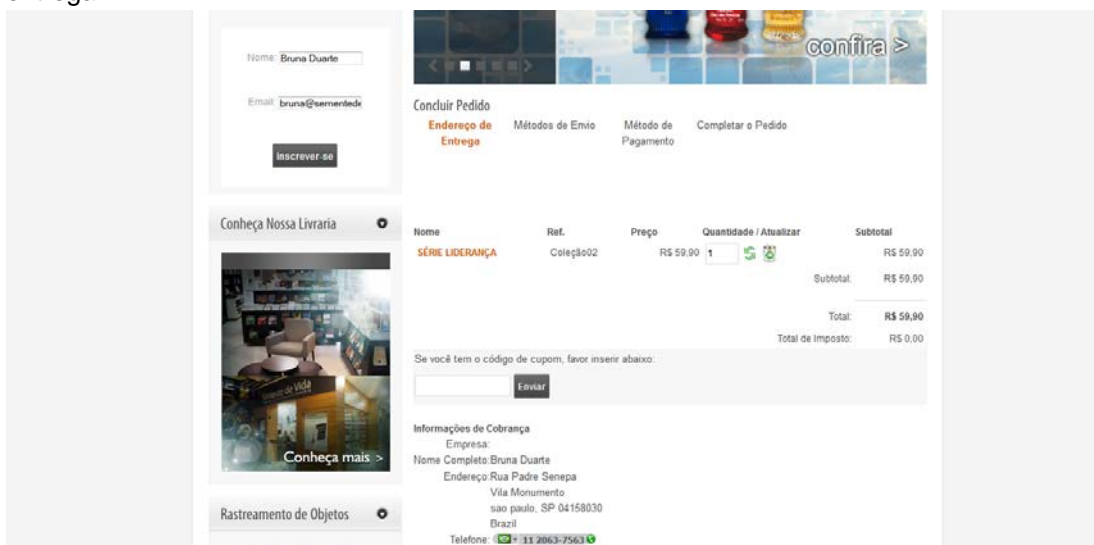 Nome: Bruna Duarte
Email: bruna@sementede
Inscrever-se
Conheça Nossa Livraria
Semente de Vida
Conheça mais >
Rastreamento de Objetos
confira >
Concluir Pedido
Endereço de Entrega
Métodos de Envio
Método de Pagamento
Completar o Pedido
Nome Ref. Preço Quantidade / Atualizar Subtotal
SÉRIE LIDERANÇA Coleção02 R$ 59,90 1 R$ 59,90
Subtotal: R$ 59,90
Total: R$ 59,90
Total de Imposto: R$ 0,00
Se você tem o código de cupom, favor inserir abaixo:
Enviar
Informações de Cobrança
Empresa:
Nome Completo: Bruna Duarte
Endereço: Rua Padre Senepa
Vila Monumento
sao paulo, SP 04158030
Brazil
Telefone: 11 2063-7563